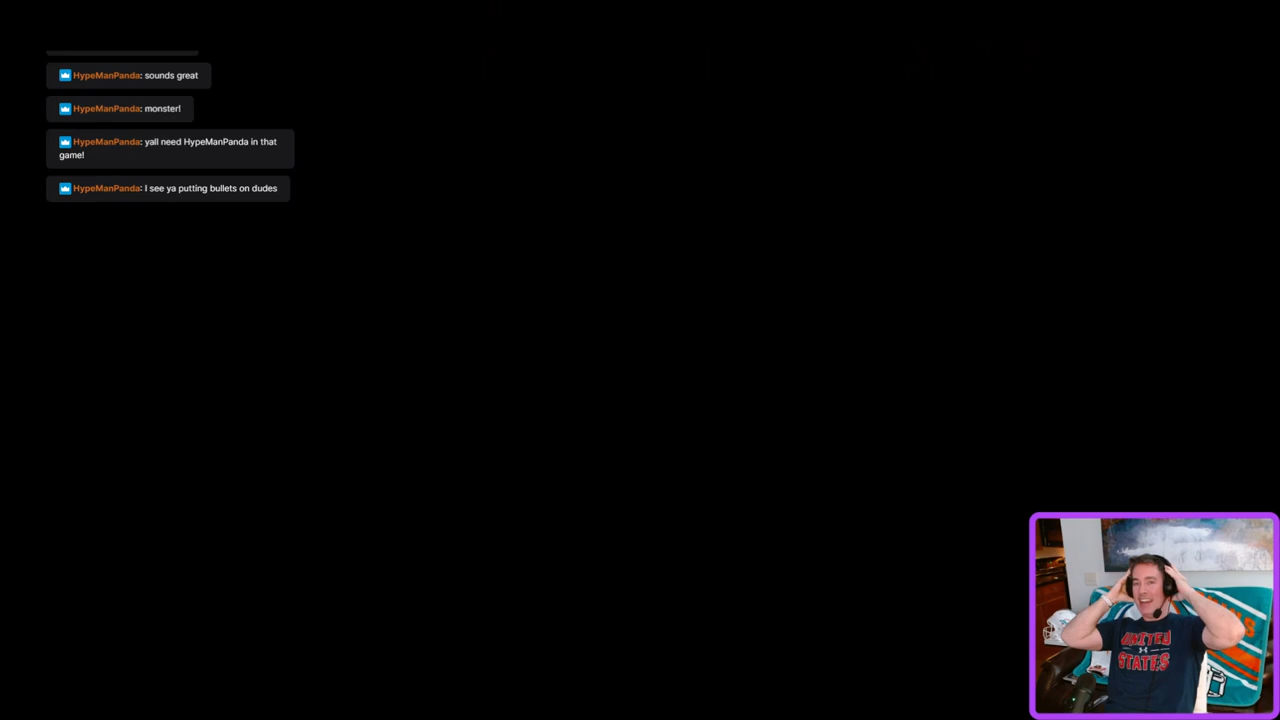 HypeManPanda: sounds great
HypeManPanda: monster!
HypeManPanda: yall need HypeManPanda in that
game!
HypeManPanda: I see ya putting bullets on dudes
UNITED
STATES